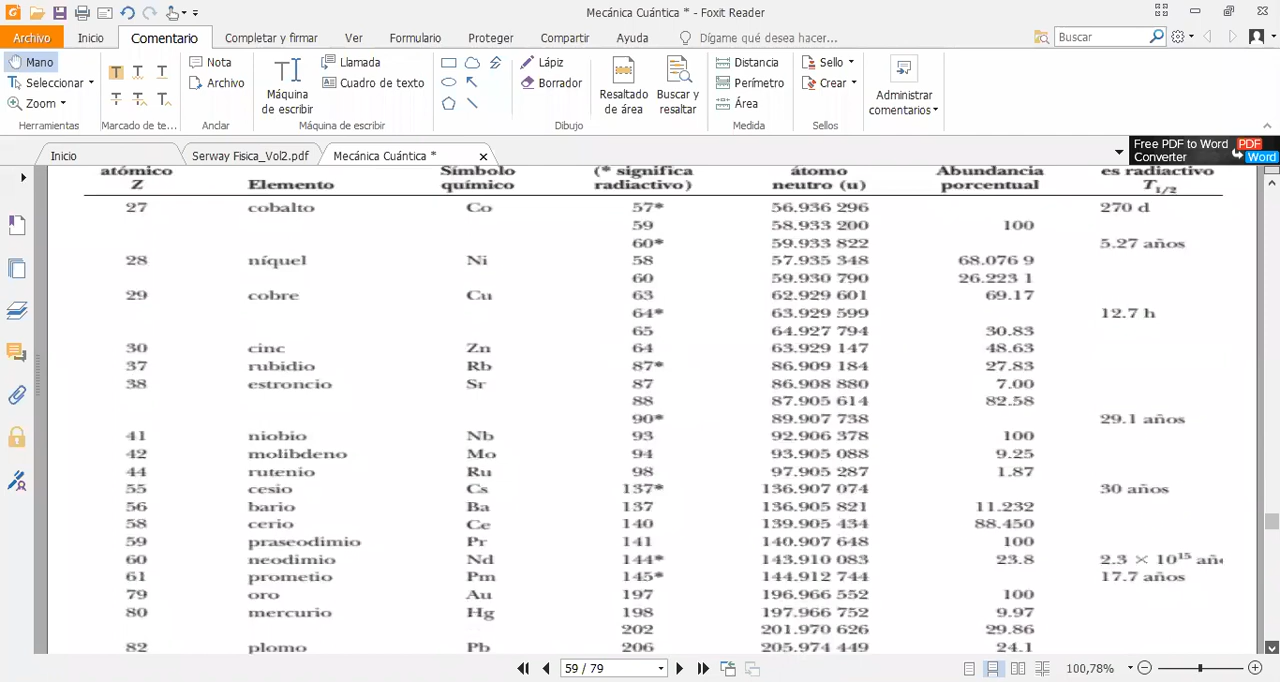 Mecánica Cuántica * - Foxit Reader
Archivo Inicio Comentario Completar y firmar Ver Formulario Proteger Compartir Ayuda Dígame qué desea hacer... Buscar
Mano Nota Llamada Lápiz Distancia Sello
Seleccionar Archivo Cuadro de texto Borrador Perímetro Crear
Zoom Máquina de escribir Resaltado de área Buscar y resaltar Área Administrar comentarios
Herramientas Marcado de te... Andar Máquina de escribir Dibujo Medida Sellos
Inicio Serway Fisica_Vol2.pdf Mecánica Cuántica * Free PDF to Word Converter PDF Word
atómico Símbolo (* significa átomo Abundancia es radiactivo
Z Elemento químico radiactivo) neutro (u) porcentual T1/2
27 cobalto Co 57* 56.936 296 270 d
59 58.933 200 100
60* 59.933 822 5.27 años
28 níquel Ni 58 57.935 348 68.076 9
60 59.930 790 26.223 1
29 cobre Cu 63 62.929 601 69.17
64* 63.929 599 12.7 h
65 64.927 794 30.83
30 cinc Zn 64 63.929 147 48.63
37 rubidio Rb 87* 86.909 184 27.83
38 estroncio Sr 87 86.908 880 7.00
88 87.905 614 82.58
90* 89.907 738 29.1 años
41 niobio Nb 93 92.906 378 100
42 molibdeno Mo 94 93.905 088 9.25
44 rutenio Ru 98 97.905 287 1.87
55 cesio Cs 137* 136.907 074 30 años
56 bario Ba 137 136.905 821 11.232
58 cerio Ce 140 139.905 434 88.450
59 praseodimio Pr 141 140.907 648 100
60 neodimio Nd 144* 143.910 083 23.8 2.3 × 10¹⁵ añ
61 prometio Pm 145* 144.912 744 17.7 años
79 oro Au 197 196.966 552 100
80 mercurio Hg 198 197.966 752 9.97
202 201.970 626 29.86
82 plomo Pb 206 205.974 449 24.1
59 / 79 100,78%